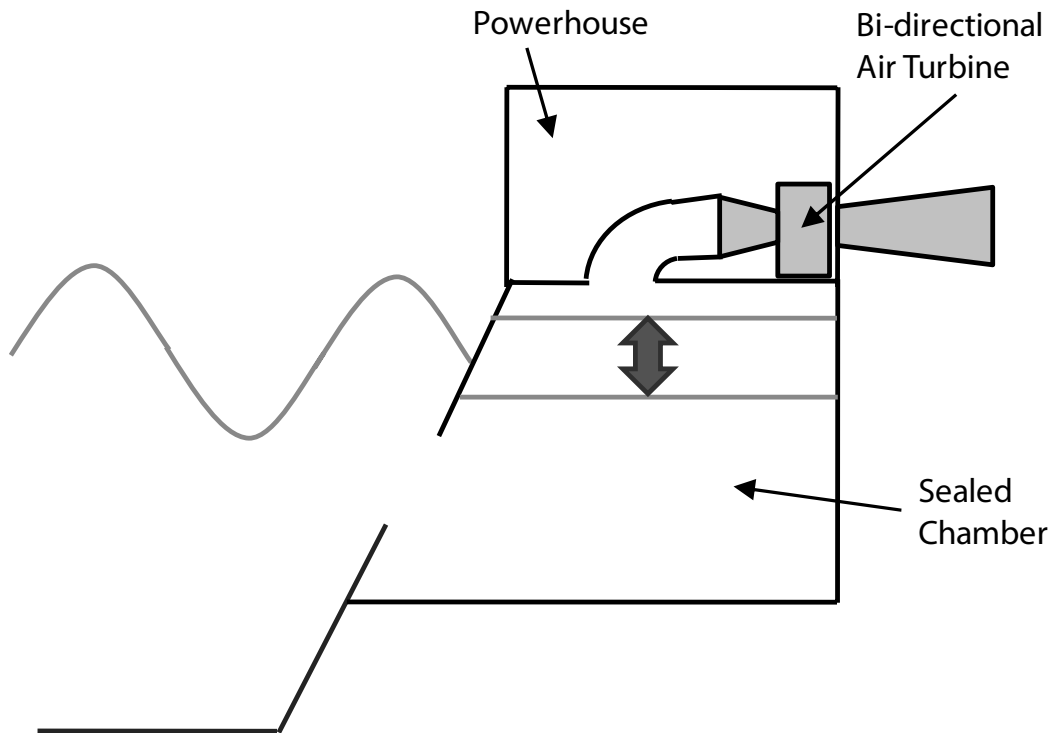 Powerhouse
Bi-directional
Air Turbine
Sealed
Chamber